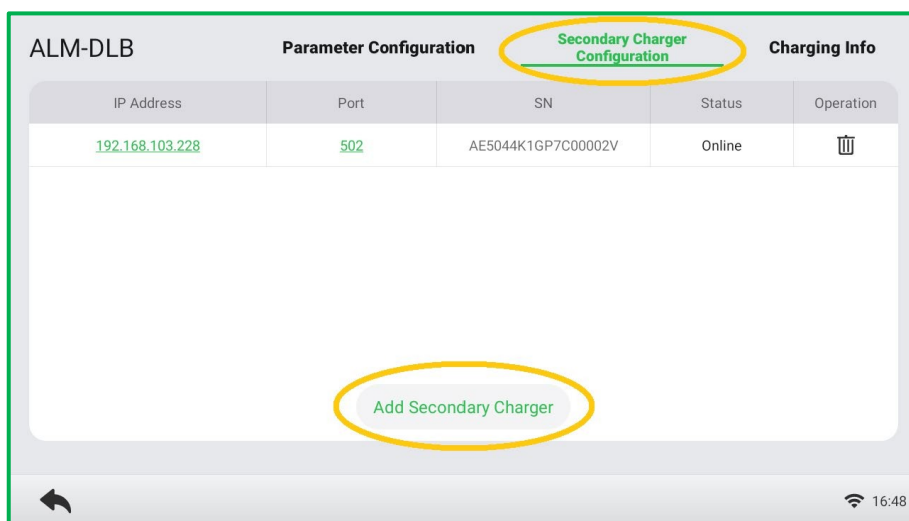 ALM-DLB
Parameter Configuration
Secondary Charger
Configuration
Charging Info
IP Address Port SN Status Operation
192.168.103.228 502 AE5044K1GP7C00002V Online
Add Secondary Charger
16:48